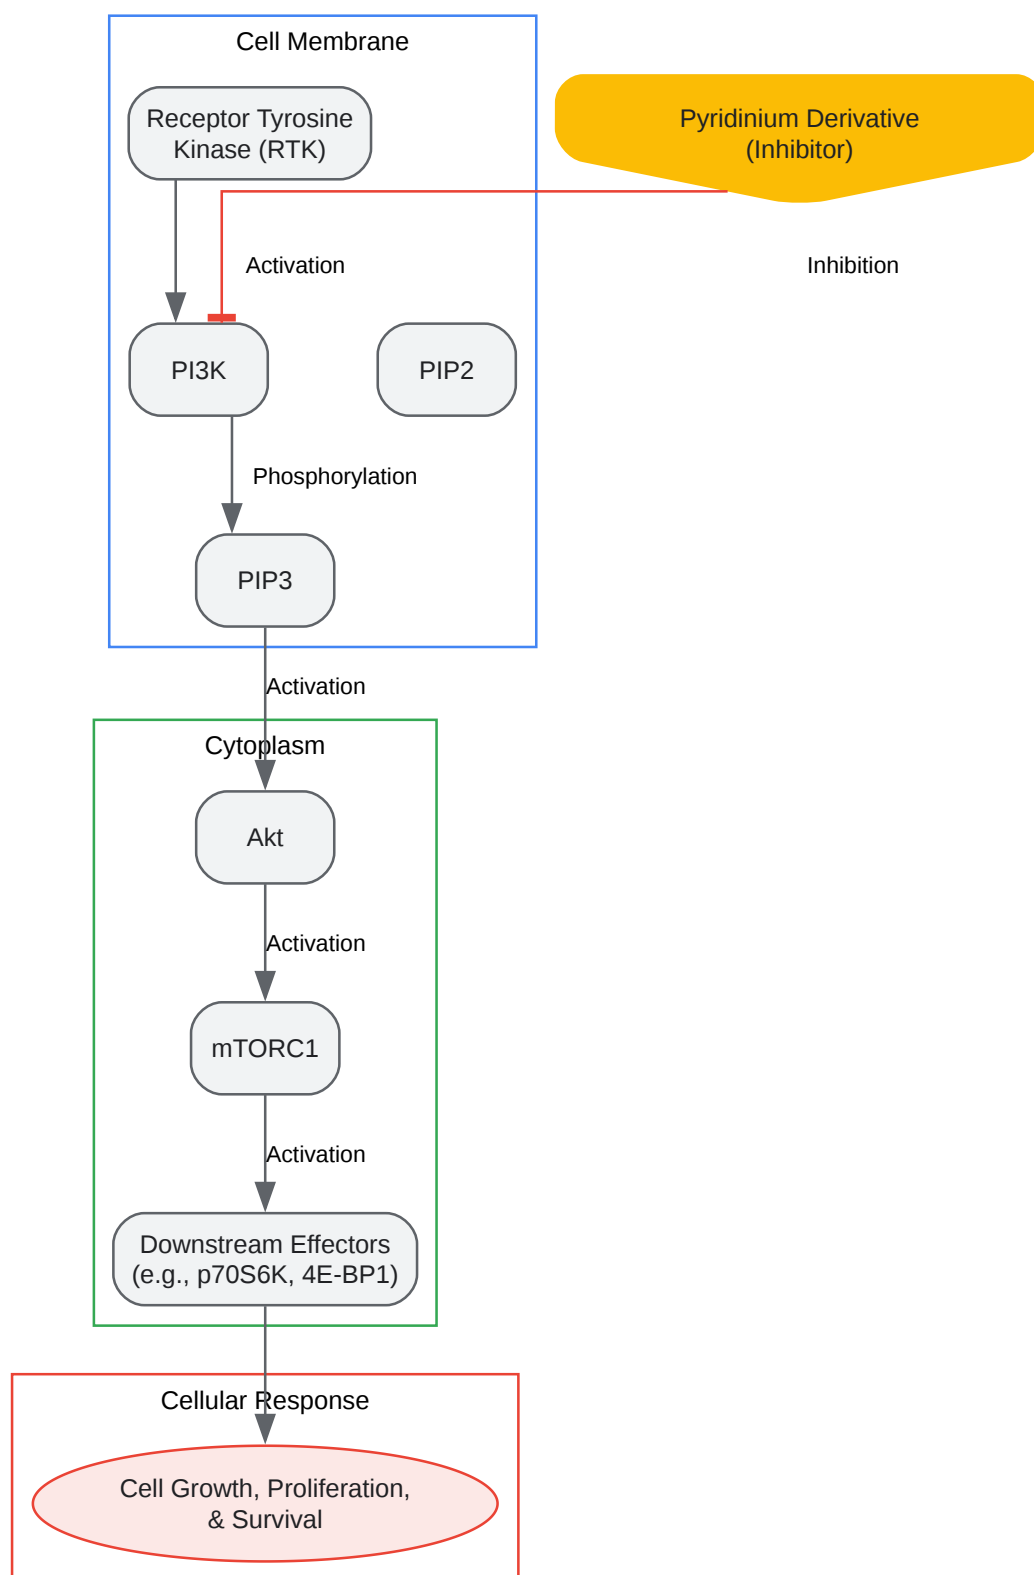 Cell Membrane
Receptor Tyrosine
Kinase (RTK)
Pyridinium Derivative
(Inhibitor)
Activation
Inhibition
PI3K
PIP2
Phosphorylation
PIP3
Activation
Cytoplasm
Akt
Activation
mTORC1
Activation
Downstream Effectors
(e.g., p70S6K, 4E-BP1)
Cellular Response
Cell Growth, Proliferation,
& Survival